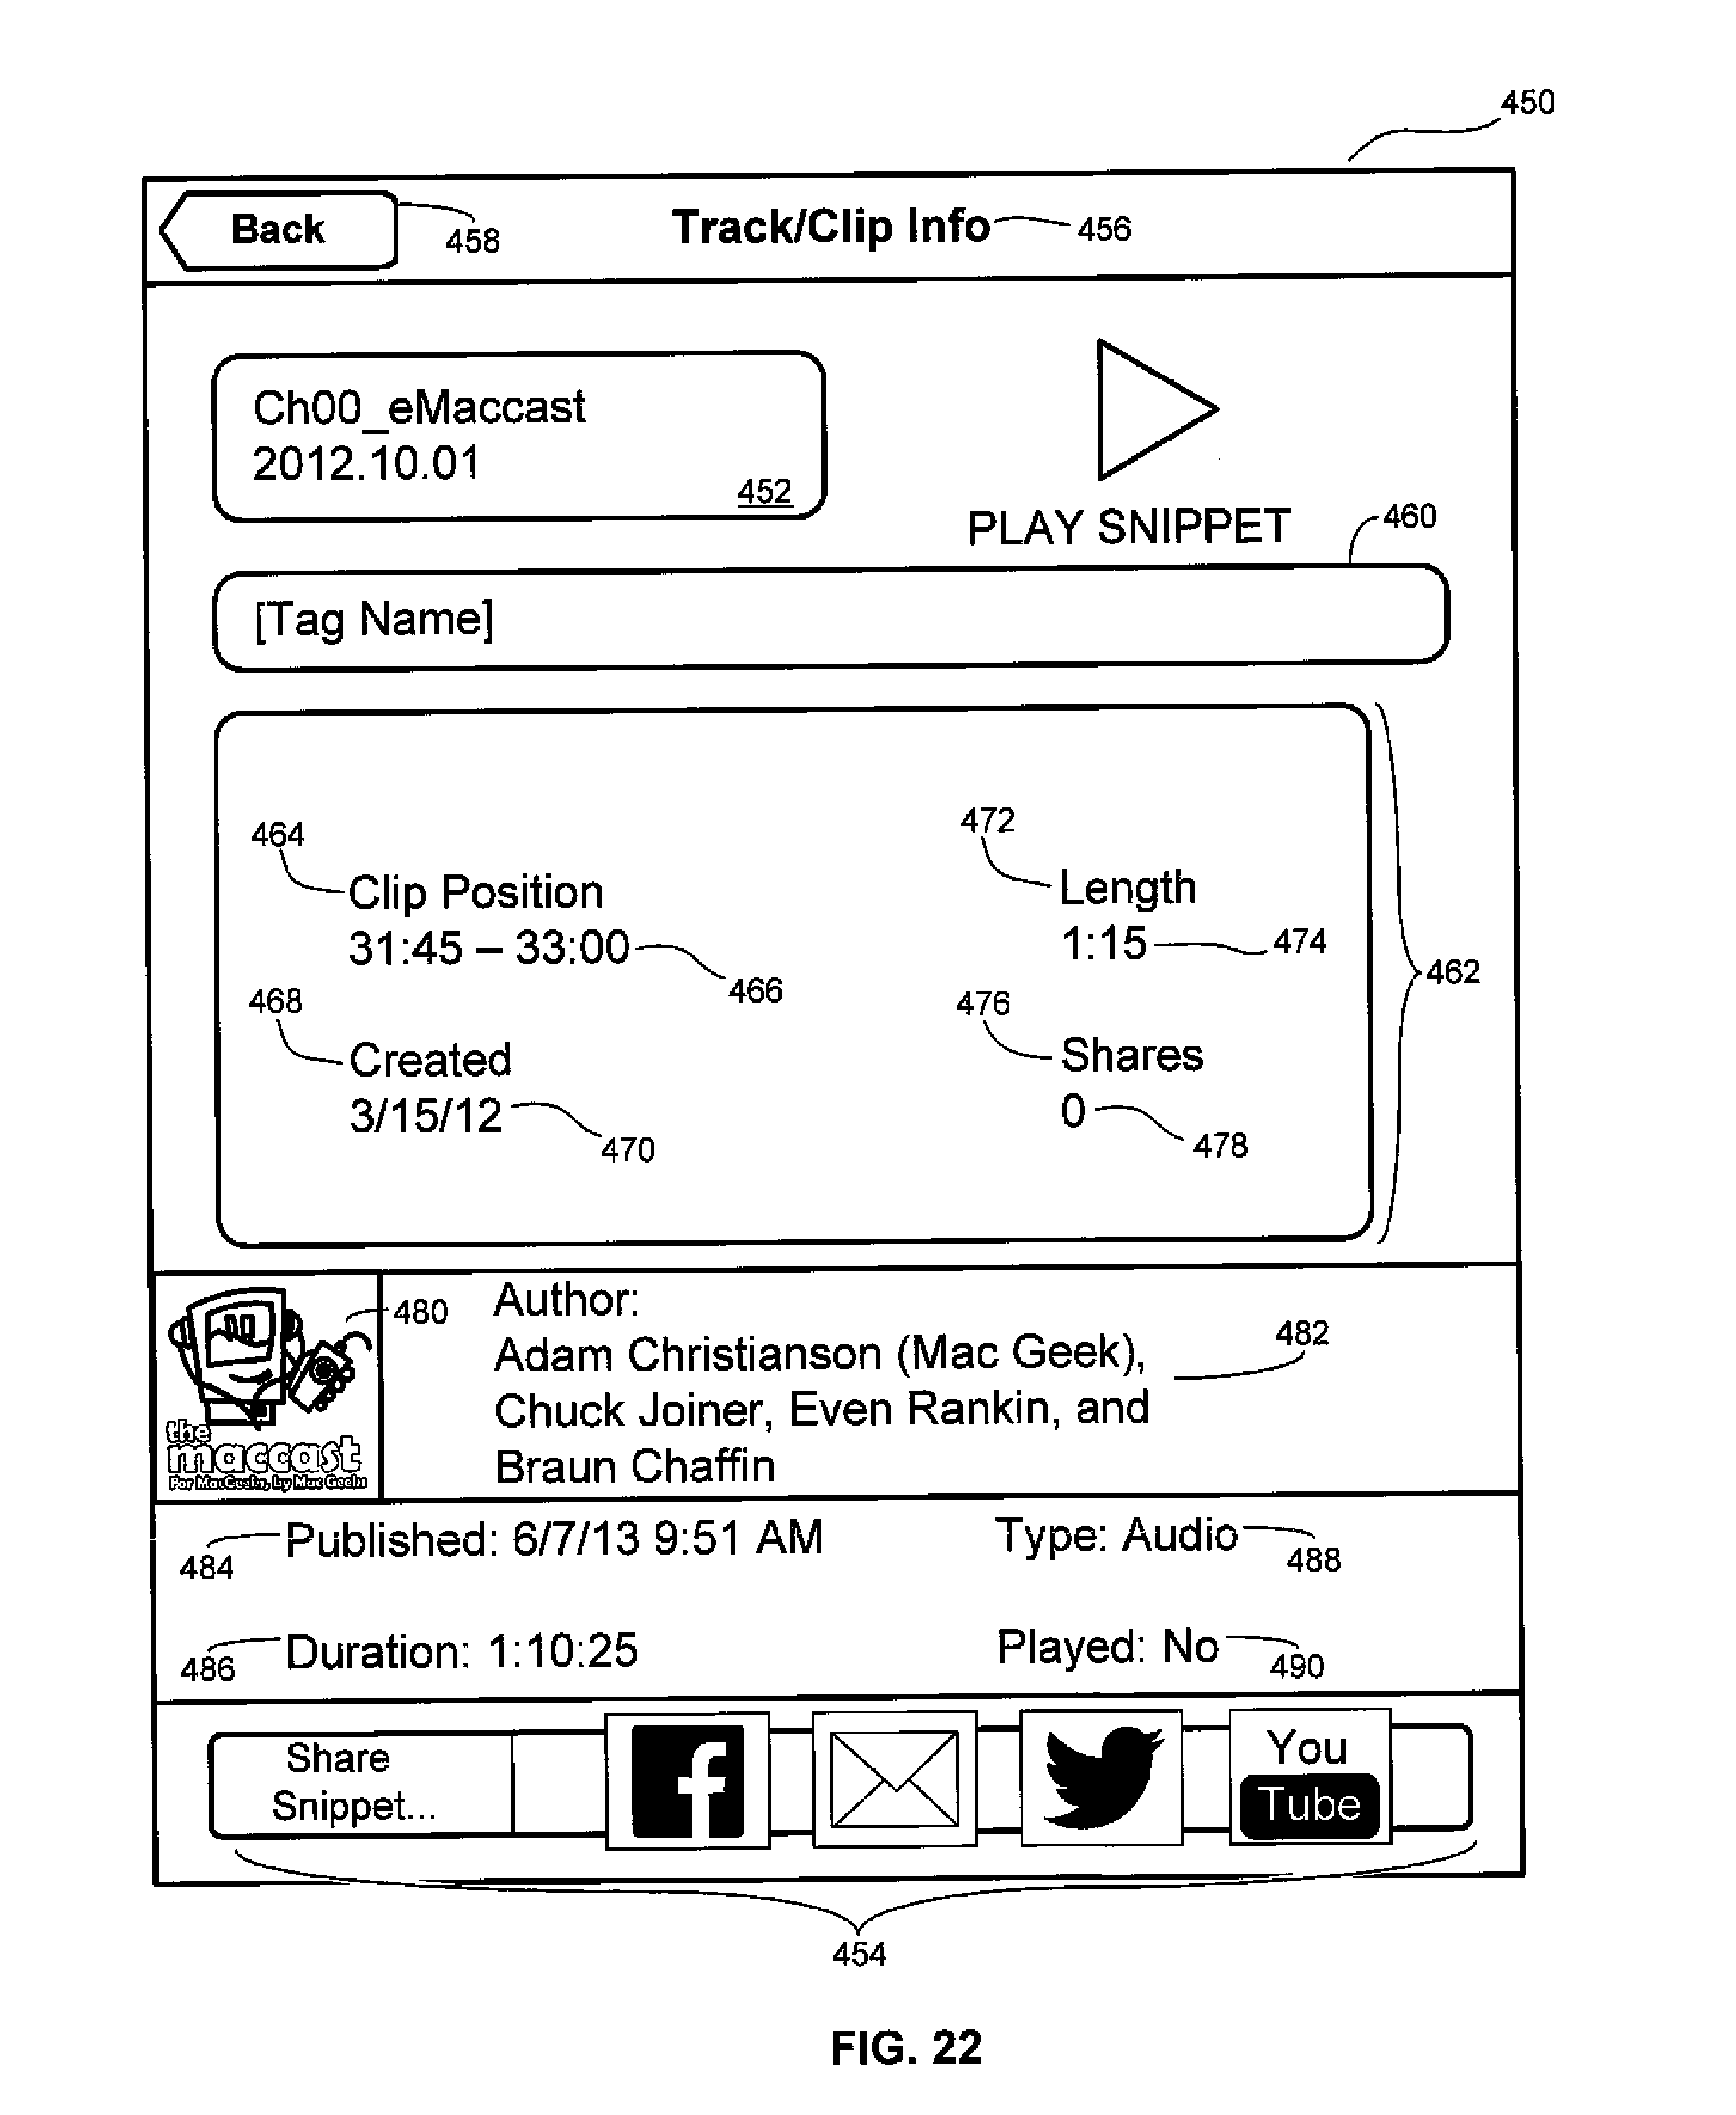 450
Back
458
Track/Clip Info
456
Ch00_eMaccast
2012.10.01
452
PLAY SNIPPET
460
[Tag Name]
464
472
Clip Position
Length
31:45 – 33:00
1:15
474
462
466
468
476
Created
Shares
3/15/12
0
470
478
480
the
maccast
For MacGeeks, by Mac Geeks
Author:
Adam Christianson (Mac Geek),
Chuck Joiner, Even Rankin, and
Braun Chaffin
482
484
Published: 6/7/13 9:51 AM
Type: Audio
488
486
Duration: 1:10:25
Played: No
490
Share
Snippet...
f
You
Tube
454
FIG. 22